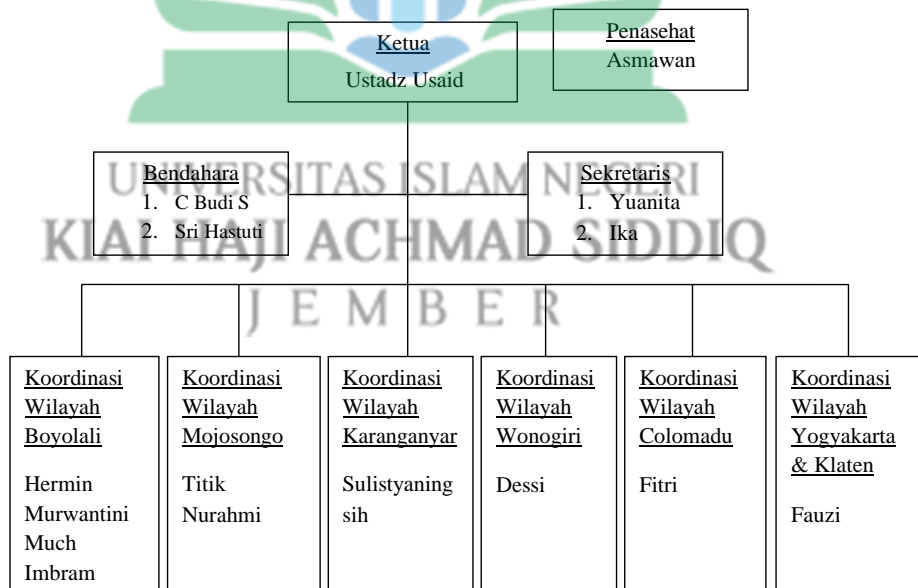 Ketua
Ustadz Usaid
Penasehat
Asmawan
Bendahara
1. C Budi S
2. Sri Hastuti
Sekretaris
1. Yuanita
2. Ika
UNIVERSITAS ISLAM NEGERI
KIAI HAJI ACHMAD SIDDIQ
JEMBER
Koordinasi
Wilayah
Boyolali
Hermin
Murwantini
Much
Imbram
Koordinasi
Wilayah
Mojosongo
Titik
Nurahmi
Koordinasi
Wilayah
Karanganyar
Sulistyaning
sih
Koordinasi
Wilayah
Wonogiri
Dessi
Koordinasi
Wilayah
Colomadu
Fitri
Koordinasi
Wilayah
Yogyakarta
& Klaten
Fauzi